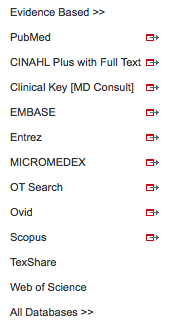 Evidence Based >>
PubMed
CINAHL Plus with Full Text
Clinical Key [MD Consult]
EMBASE
Entrez
MICROMEDEX
OT Search
Ovid
Scopus
TexShare
Web of Science
All Databases >>